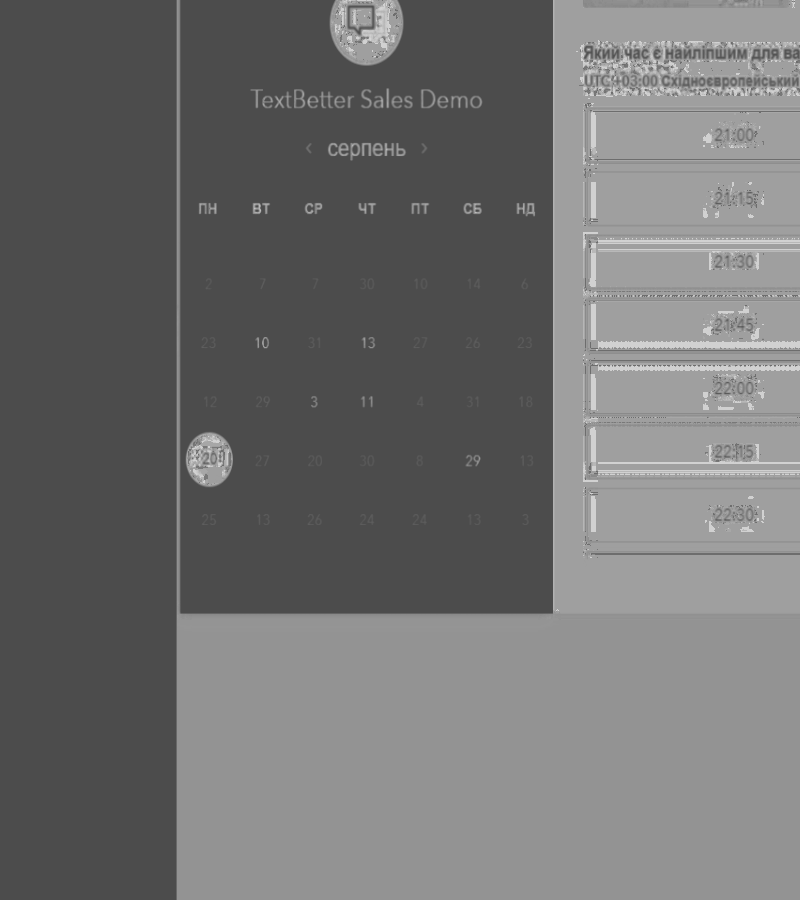 TextBetter Sales Demo
‹ серпень ›
ПН ВТ СР ЧТ ПТ СБ НД
2 7 7 30 10 14 6
23 10 31 13 27 26 23
12 29 3 11 4 31 18
20 27 20 30 8 29 13
25 13 26 24 24 13 3
Який час є найліпшим для ва
UTC+03:00 Східноєвропейський
21:00
21:15
21:30
21:45
22:00
22:15
22:30